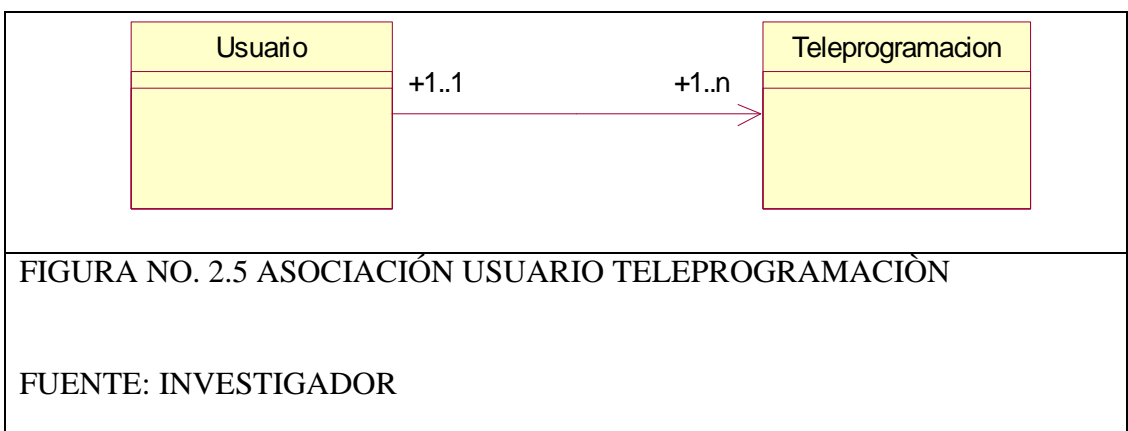 Usuario
Teleprogramacion
+1..1
+1..n
FIGURA NO. 2.5 ASOCIACIÓN USUARIO TELEPROGRAMACIÒN
FUENTE: INVESTIGADOR